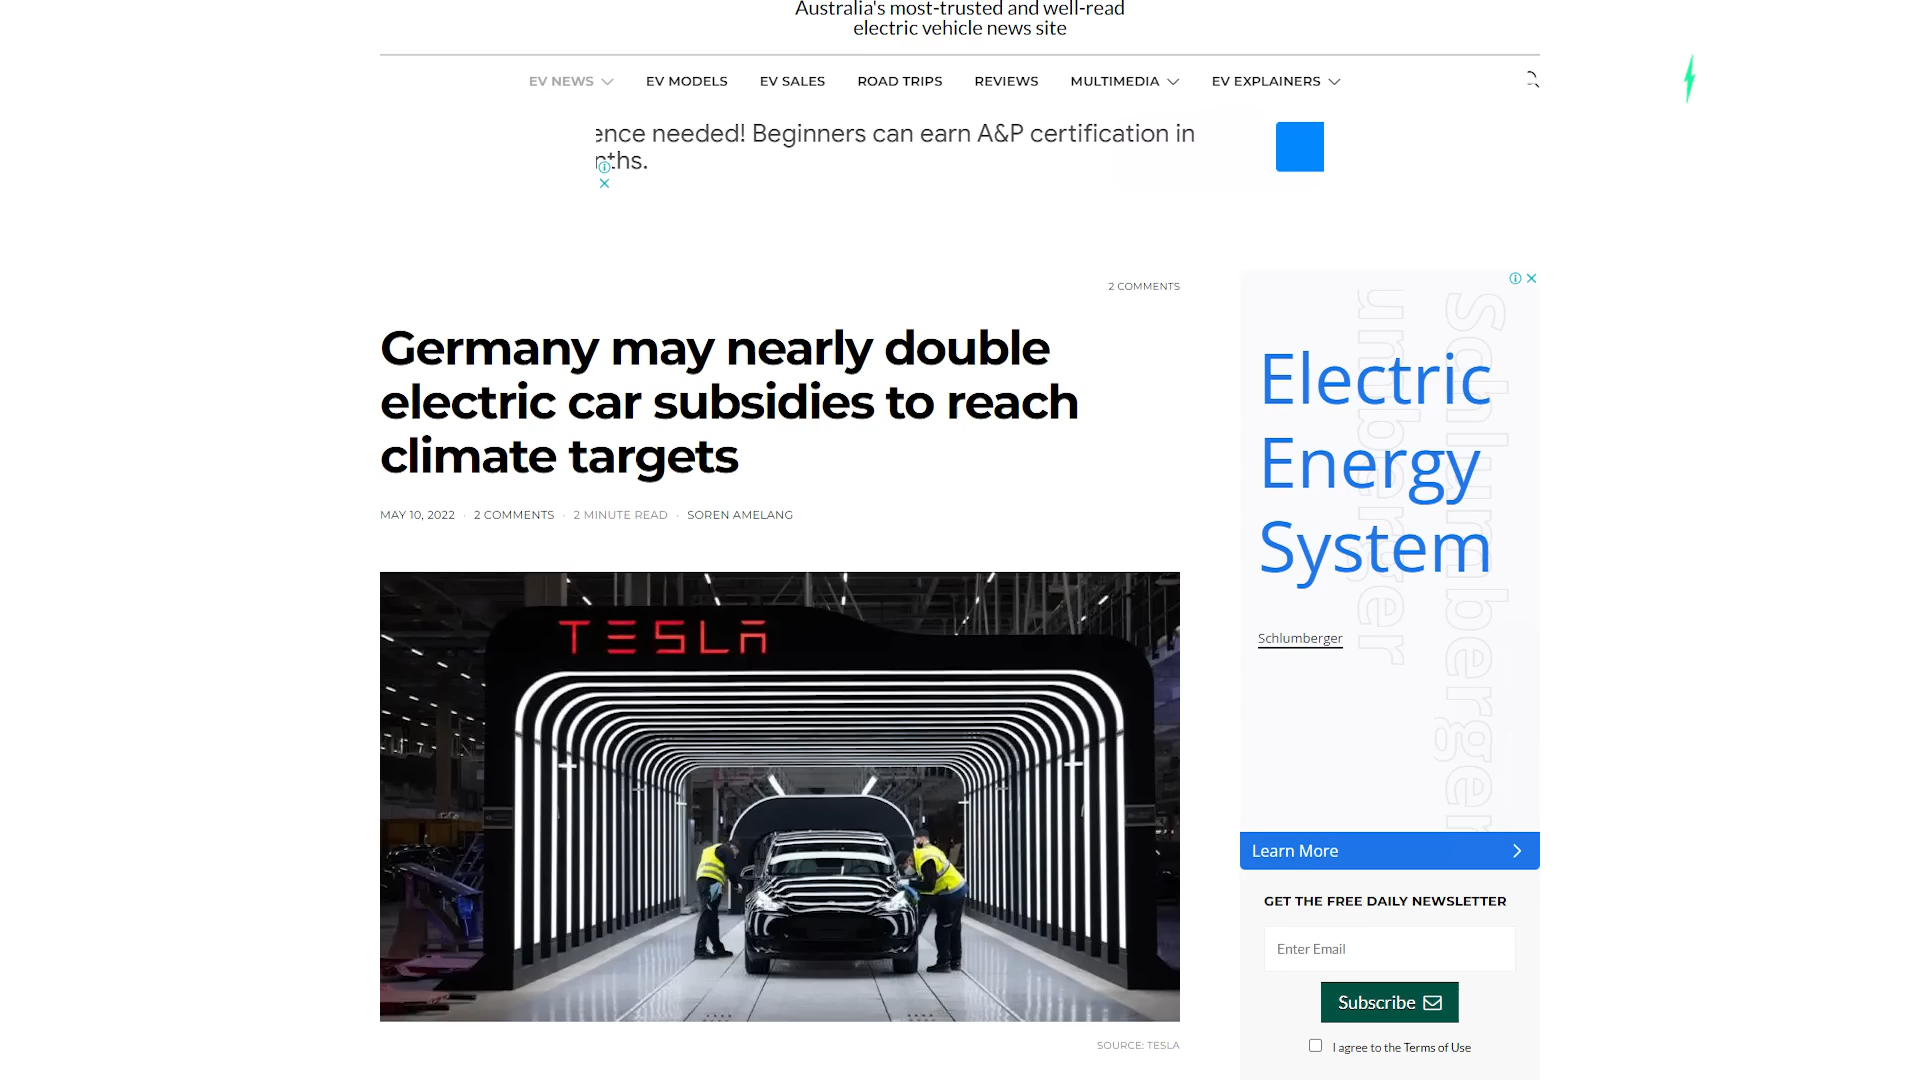 Australia's most-trusted and well-read
electric vehicle news site
EV NEWS
EV MODELS
EV SALES
ROAD TRIPS
REVIEWS
MULTIMEDIA
EV EXPLAINERS
ence needed! Beginners can earn A&P certification in
nths.
2 COMMENTS
Germany may nearly double
electric car subsidies to reach
climate targets
MAY 10, 2022 · 2 COMMENTS · 2 MINUTE READ · SOREN AMELANG
TESLA
SOURCE: TESLA
Schlumberger
Electric
Energy
System
Schlumberger
Learn More
GET THE FREE DAILY NEWSLETTER
Enter Email
Subscribe
I agree to the Terms of Use